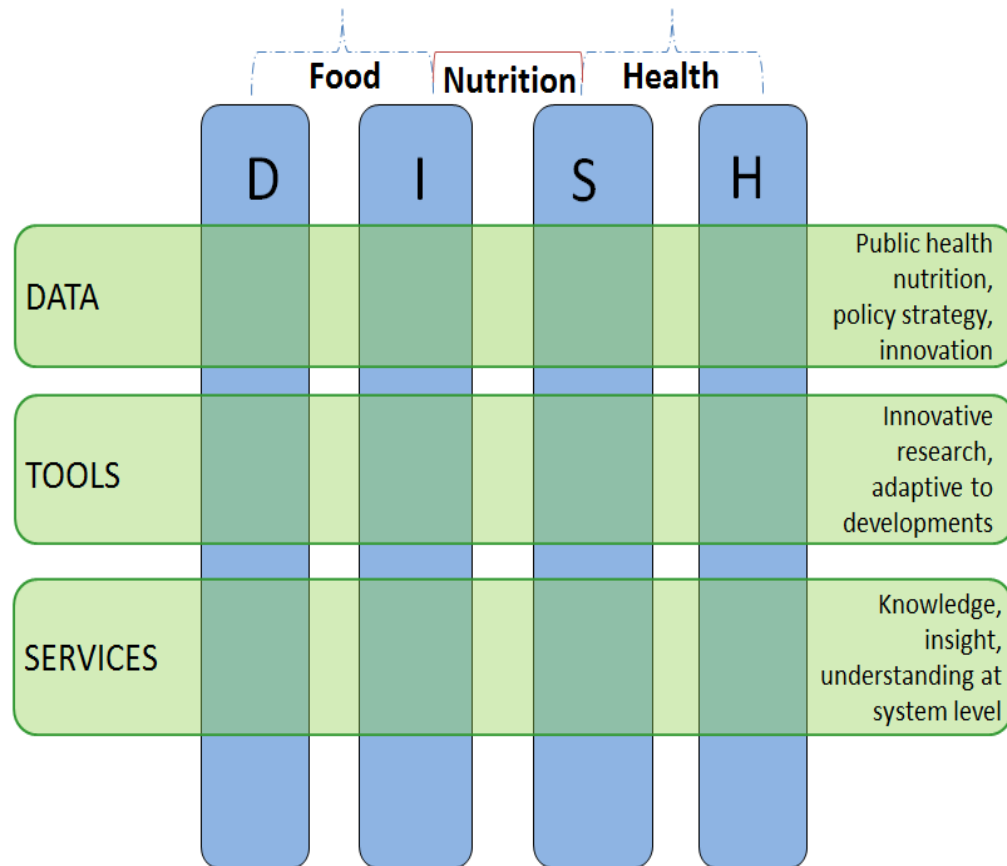 Food
Nutrition
Health
D
I
S
H
DATA
Public health
nutrition,
policy strategy,
innovation
TOOLS
Innovative
research,
adaptive to
developments
SERVICES
Knowledge,
insight,
understanding at
system level